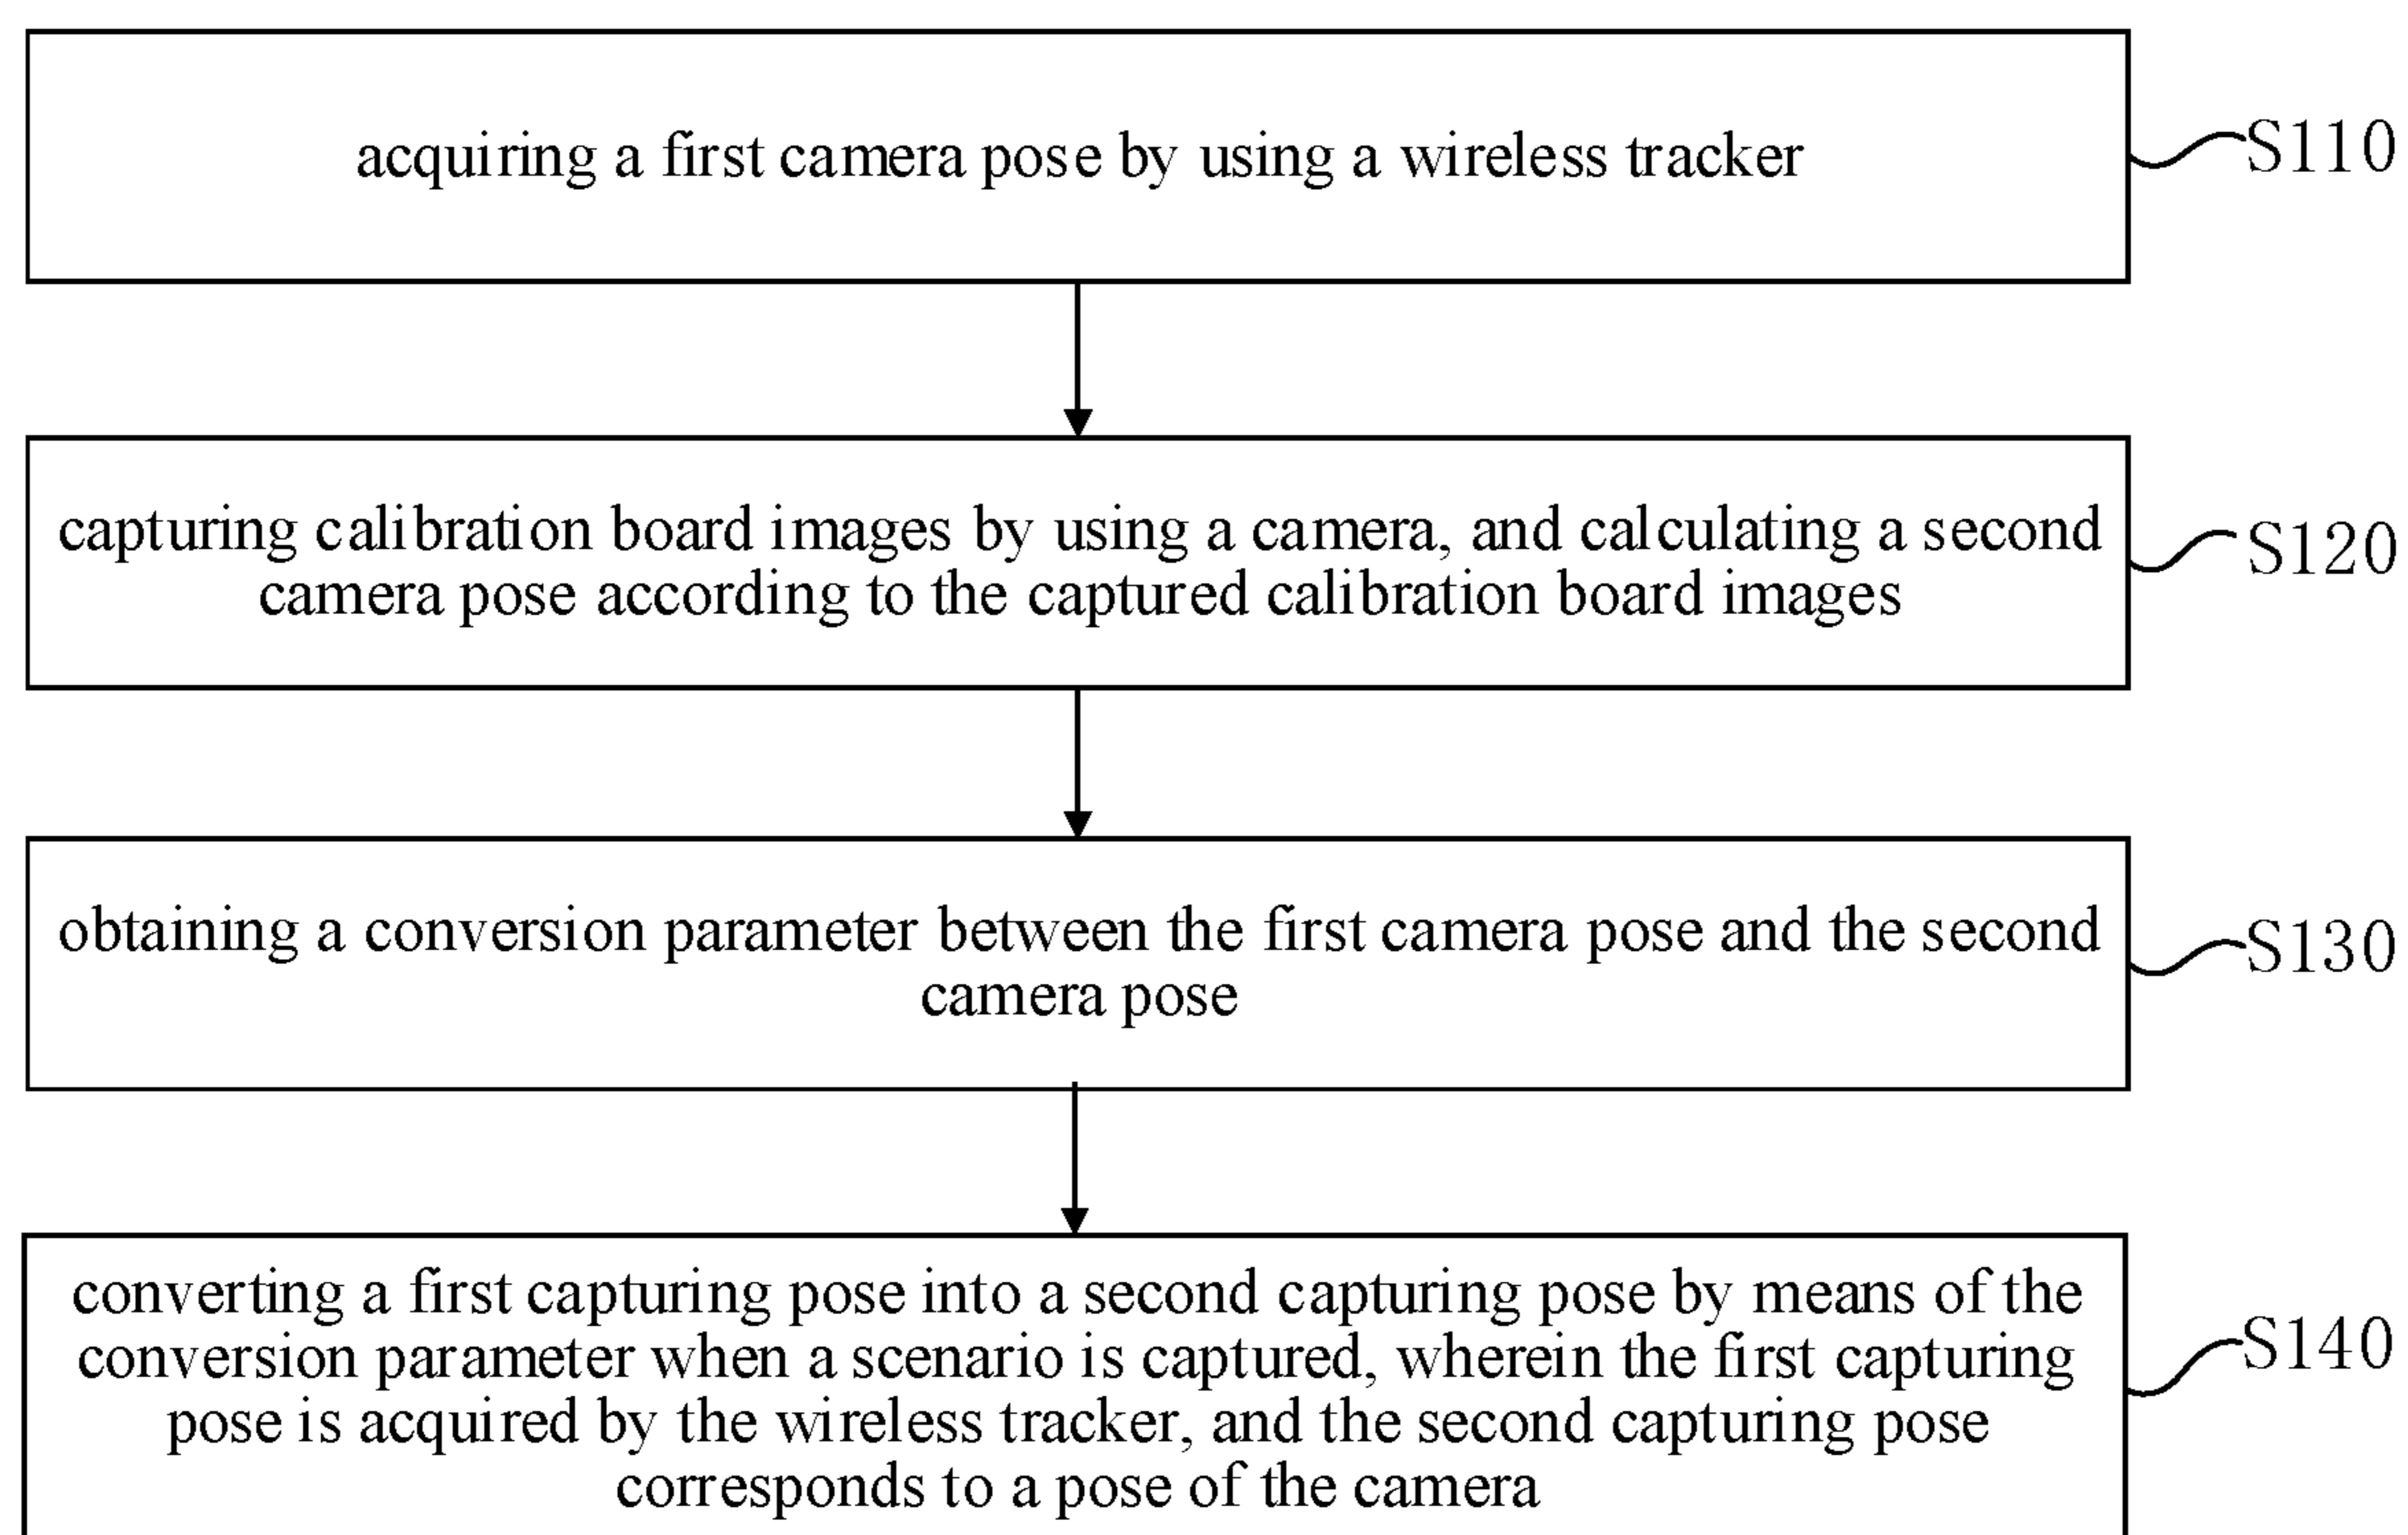 acquiring a first camera pose by using a wireless tracker
S110
capturing calibration board images by using a camera, and calculating a second
camera pose according to the captured calibration board images
S120
obtaining a conversion parameter between the first camera pose and the second
camera pose
S130
converting a first capturing pose into a second capturing pose by means of the
conversion parameter when a scenario is captured, wherein the first capturing
pose is acquired by the wireless tracker, and the second capturing pose
corresponds to a pose of the camera
S140